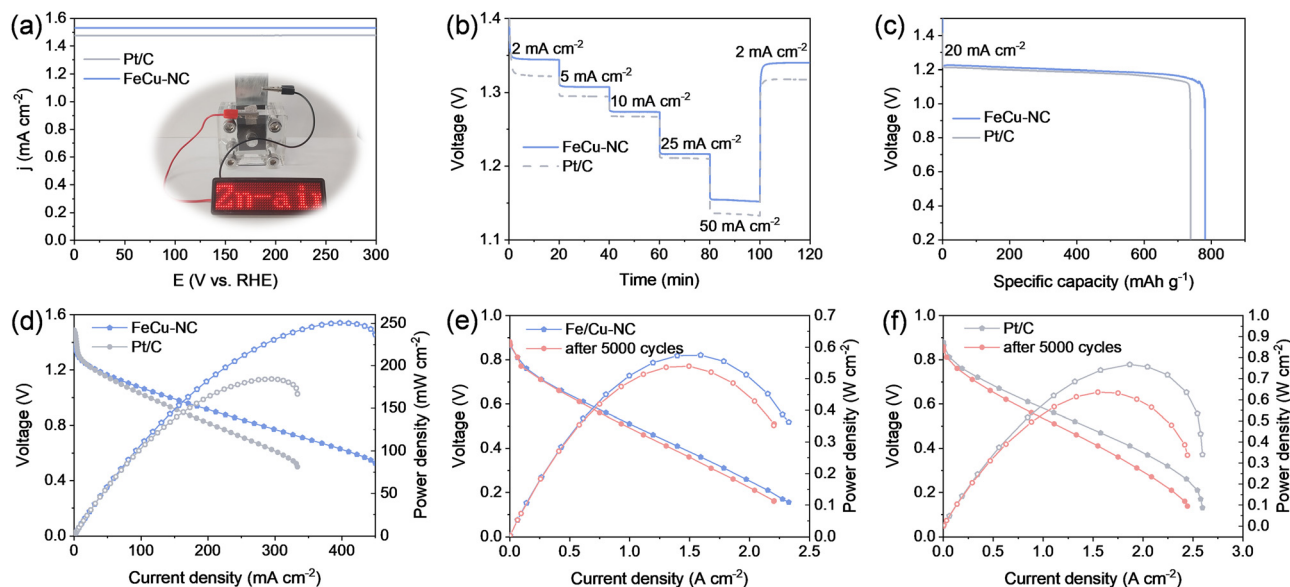 (a)
1.6
1.4
1.2
1.0
0.8
0.6
0.4
0.2
0.0
j (mA cm⁻²)
Pt/C
FeCu-NC
Zn-air
0 50 100 150 200 250 300
E (V vs. RHE)
(b)
1.4
1.3
1.2
1.1
Voltage (V)
2 mA cm⁻²
2 mA cm⁻²
5 mA cm⁻²
10 mA cm⁻²
25 mA cm⁻²
50 mA cm⁻²
FeCu-NC
Pt/C
0 20 40 60 80 100 120
Time (min)
(c)
1.4
1.2
1.0
1.2
0.4
0.2
Voltage (V)
20 mA cm⁻²
FeCu-NC
Pt/C
0 200 400 600 800
Specific capacity (mAh g⁻¹)
(d)
1.6
1.2
0.8
0.4
0.0
Voltage (V)
FeCu-NC
Pt/C
250
200
150
100
50
0
Power density (mW cm⁻²)
0 100 200 300 400
Current density (mA cm⁻²)
(e)
1.0
0.8
0.6
0.4
0.2
0.0
Voltage (V)
Fe/Cu-NC
after 5000 cycles
0.7
0.6
0.5
0.4
0.3
0.2
0.1
0.0
Power density (W cm⁻²)
0.0 0.5 1.0 1.5 2.0 2.5
Current density (A cm⁻²)
(f)
1.0
0.8
0.6
0.4
0.2
0.0
Voltage (V)
Pt/C
after 5000 cycles
1.0
0.9
0.8
0.7
0.6
0.5
0.4
0.3
0.2
0.1
0.0
Power density (W cm⁻²)
0.0 0.5 1.0 1.5 2.0 2.5 3.0
Current density (A cm⁻²)